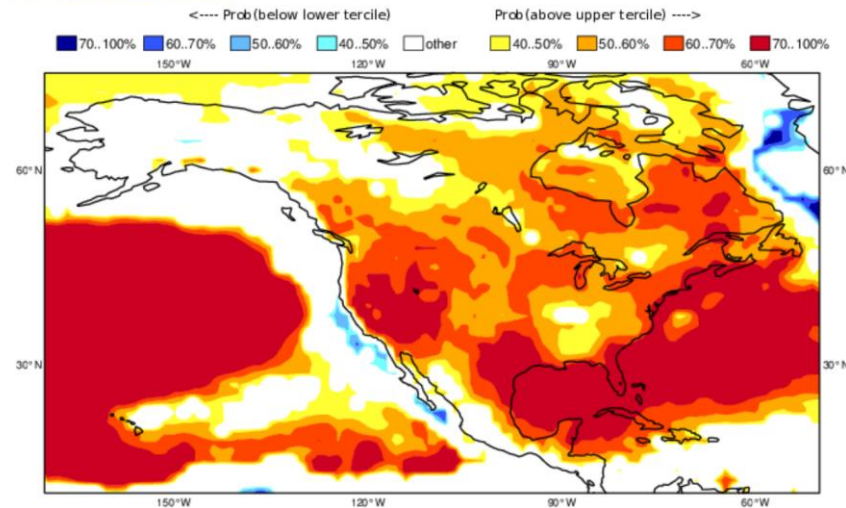 <---- Prob(below lower tercile) Prob(above upper tercile) ---->
70..100% 60..70% 50..60% 40..50% other 40..50% 50..60% 60..70% 70..100%
150°W 120°W 90°W 60°W
60°N 60°N
30°N 30°N
150°W 120°W 90°W 60°W